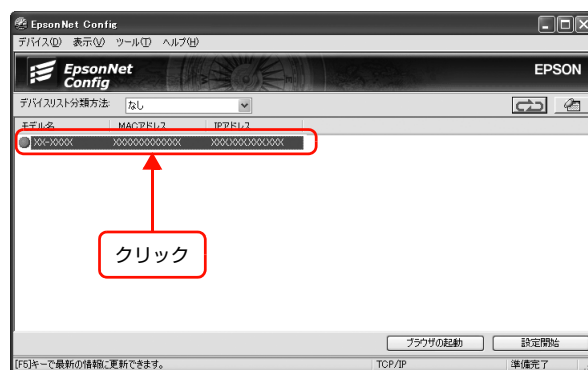 EpsonNet Config
デバイス(D) 表示(V) ツール(T) ヘルプ(H)
EpsonNet
Config
EPSON
デバイスリスト分類方法: なし
モデル名 MACアドレス IPアドレス
XX-XXXX XXXXXXXXXXXX XXX.XXX.XXX.XXX
クリック
ブラウザの起動 設定開始
[F5]キーで最新の情報に更新できます。 TCP/IP 準備完了